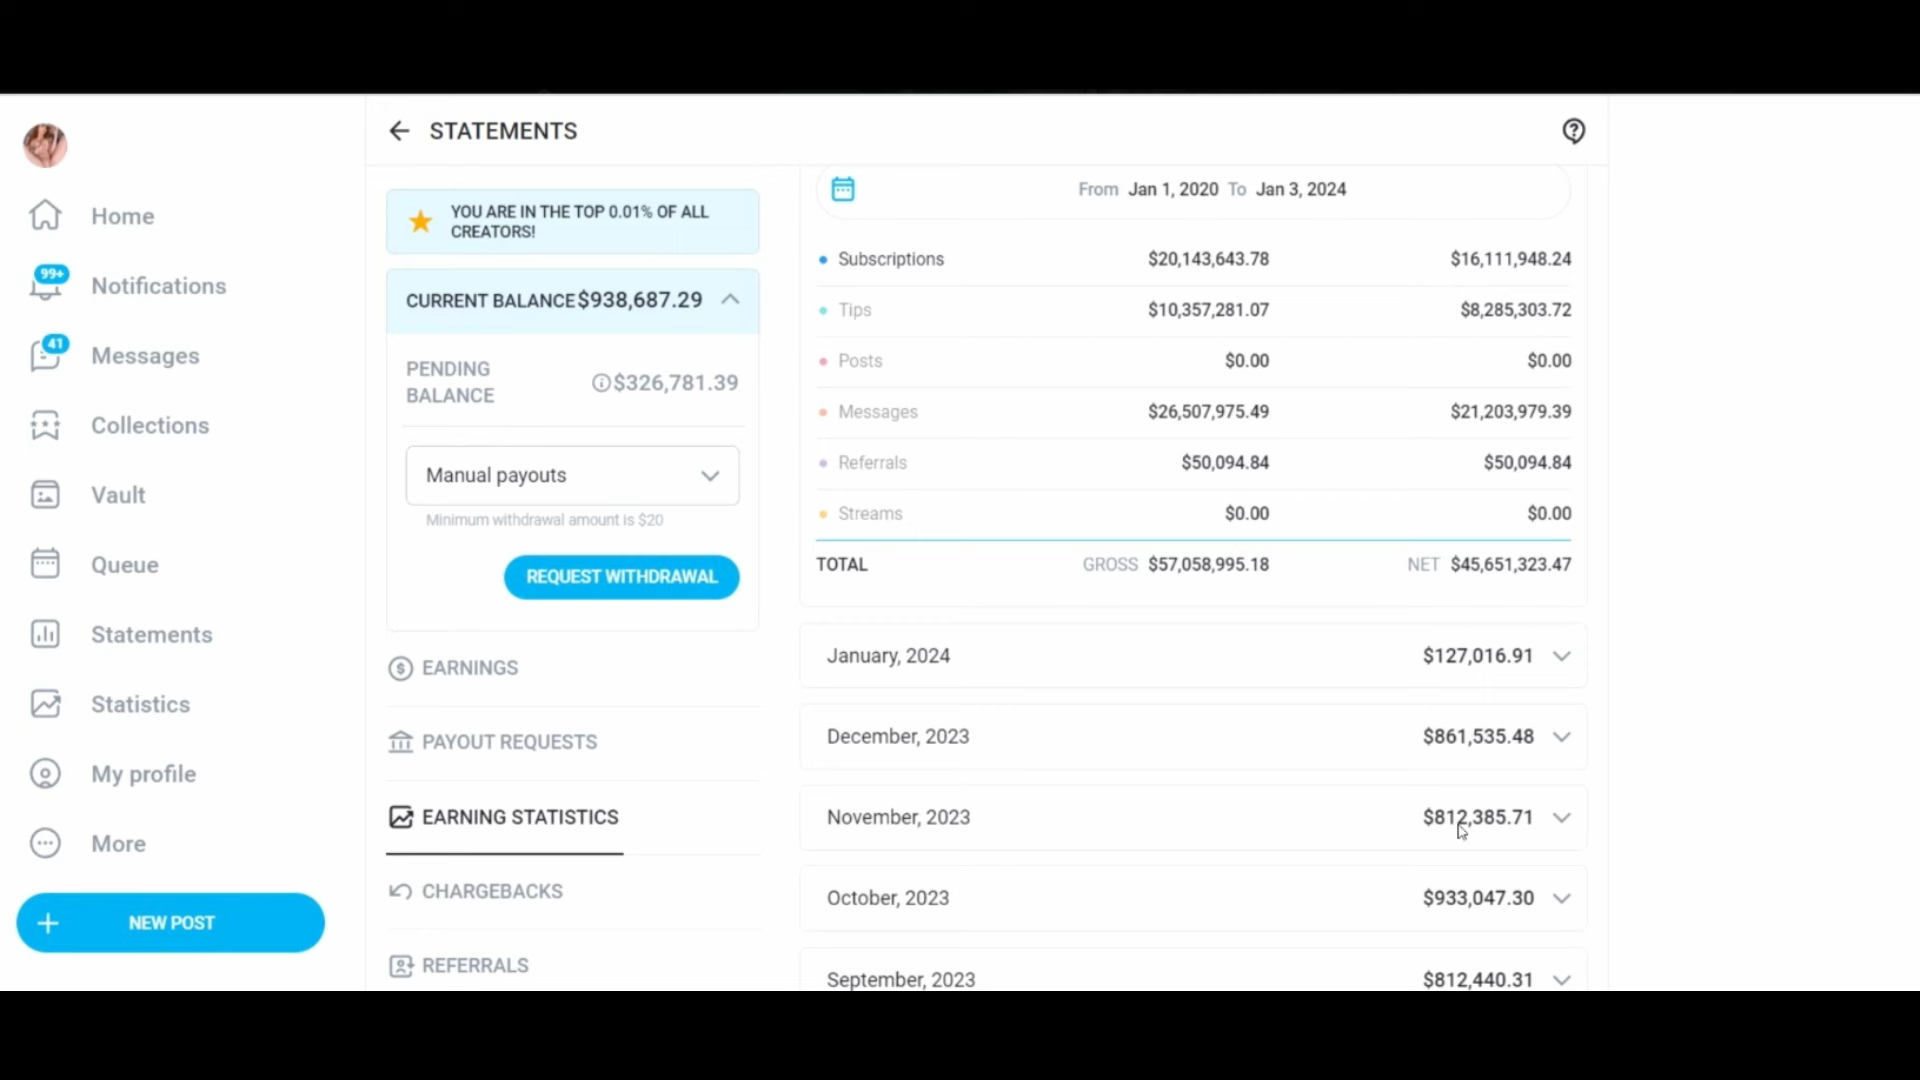 STATEMENTS
Home
99+
Notifications
41
Messages
Collections
Vault
Queue
Statements
Statistics
My profile
More
NEW POST
YOU ARE IN THE TOP 0.01% OF ALL
CREATORS!
CURRENT BALANCE $938,687.29
PENDING
BALANCE
$326,781.39
Manual payouts
Minimum withdrawal amount is $20
REQUEST WITHDRAWAL
EARNINGS
PAYOUT REQUESTS
EARNING STATISTICS
CHARGEBACKS
REFERRALS
From Jan 1, 2020 To Jan 3, 2024
Subscriptions $20,143,643.78 $16,111,948.24
Tips $10,357,281.07 $8,285,303.72
Posts $0.00 $0.00
Messages $26,507,975.49 $21,203,979.39
Referrals $50,094.84 $50,094.84
Streams $0.00 $0.00
TOTAL GROSS $57,058,995.18 NET $45,651,323.47
January, 2024 $127,016.91
December, 2023 $861,535.48
November, 2023 $812,385.71
October, 2023 $933,047.30
September, 2023 $812,440.31